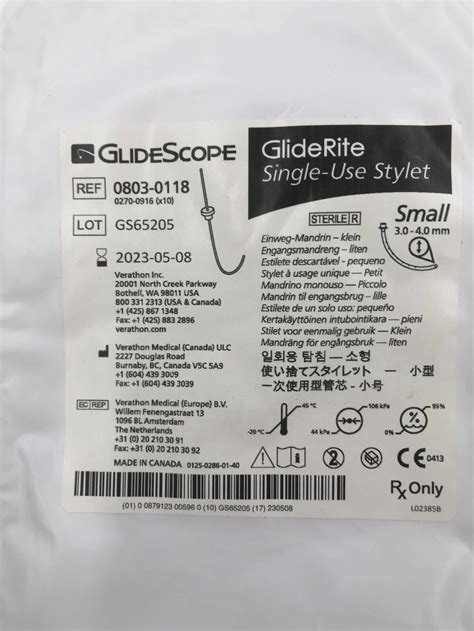 GLIDESCOPE
GlideRite
Single-Use Stylet
REF 0803-0118
0270-0916 (x10)
LOT GS65205
2023-05-08
STERILE R
Small
3.0 - 4.0 mm
Verathon Inc.
20001 North Creek Parkway
Bothell, WA 98011 USA
800 331 2313 (USA & Canada)
+1 (425) 867 1348
Fax: +1 (425) 883 2896
verathon.com
Verathon Medical (Canada) ULC
2227 Douglas Road
Burnaby, BC, Canada V5C 5A9
+1 (604) 439 3009
Fax: +1 (604) 439 3039
EC REP Verathon Medical (Europe) B.V.
Willem Fenengastraat 13
1096 BL Amsterdam
The Netherlands
+31 (0) 20 210 30 91
Fax: +31 (0) 20 210 30 92
MADE IN CANADA 0125-0286-01-40
Einweg-Mandrin – klein
Engangsmandreng – liten
Estilete descartável - pequeno
Stylet à usage unique — Petit
Mandrino monouso — Piccolo
Mandrin til engangsbrug – lille
Estilete de un solo uso: pequeño
Kertakäyttöinen intubointikara — pieni
Stilet voor eenmalig gebruik — Klein
Mandräng för engångsbruk — liten
일회용 탐침 — 소형
使い捨てスタイレット — 小型
一次使用型管芯 - 小号
-20 °C
45 °C
44 kPa
106 kPa
0%
95%
2
CE 0413
Rx Only
(01) 0 0879123 00596 0 (10) GS65205 (17) 230508
L0238SB